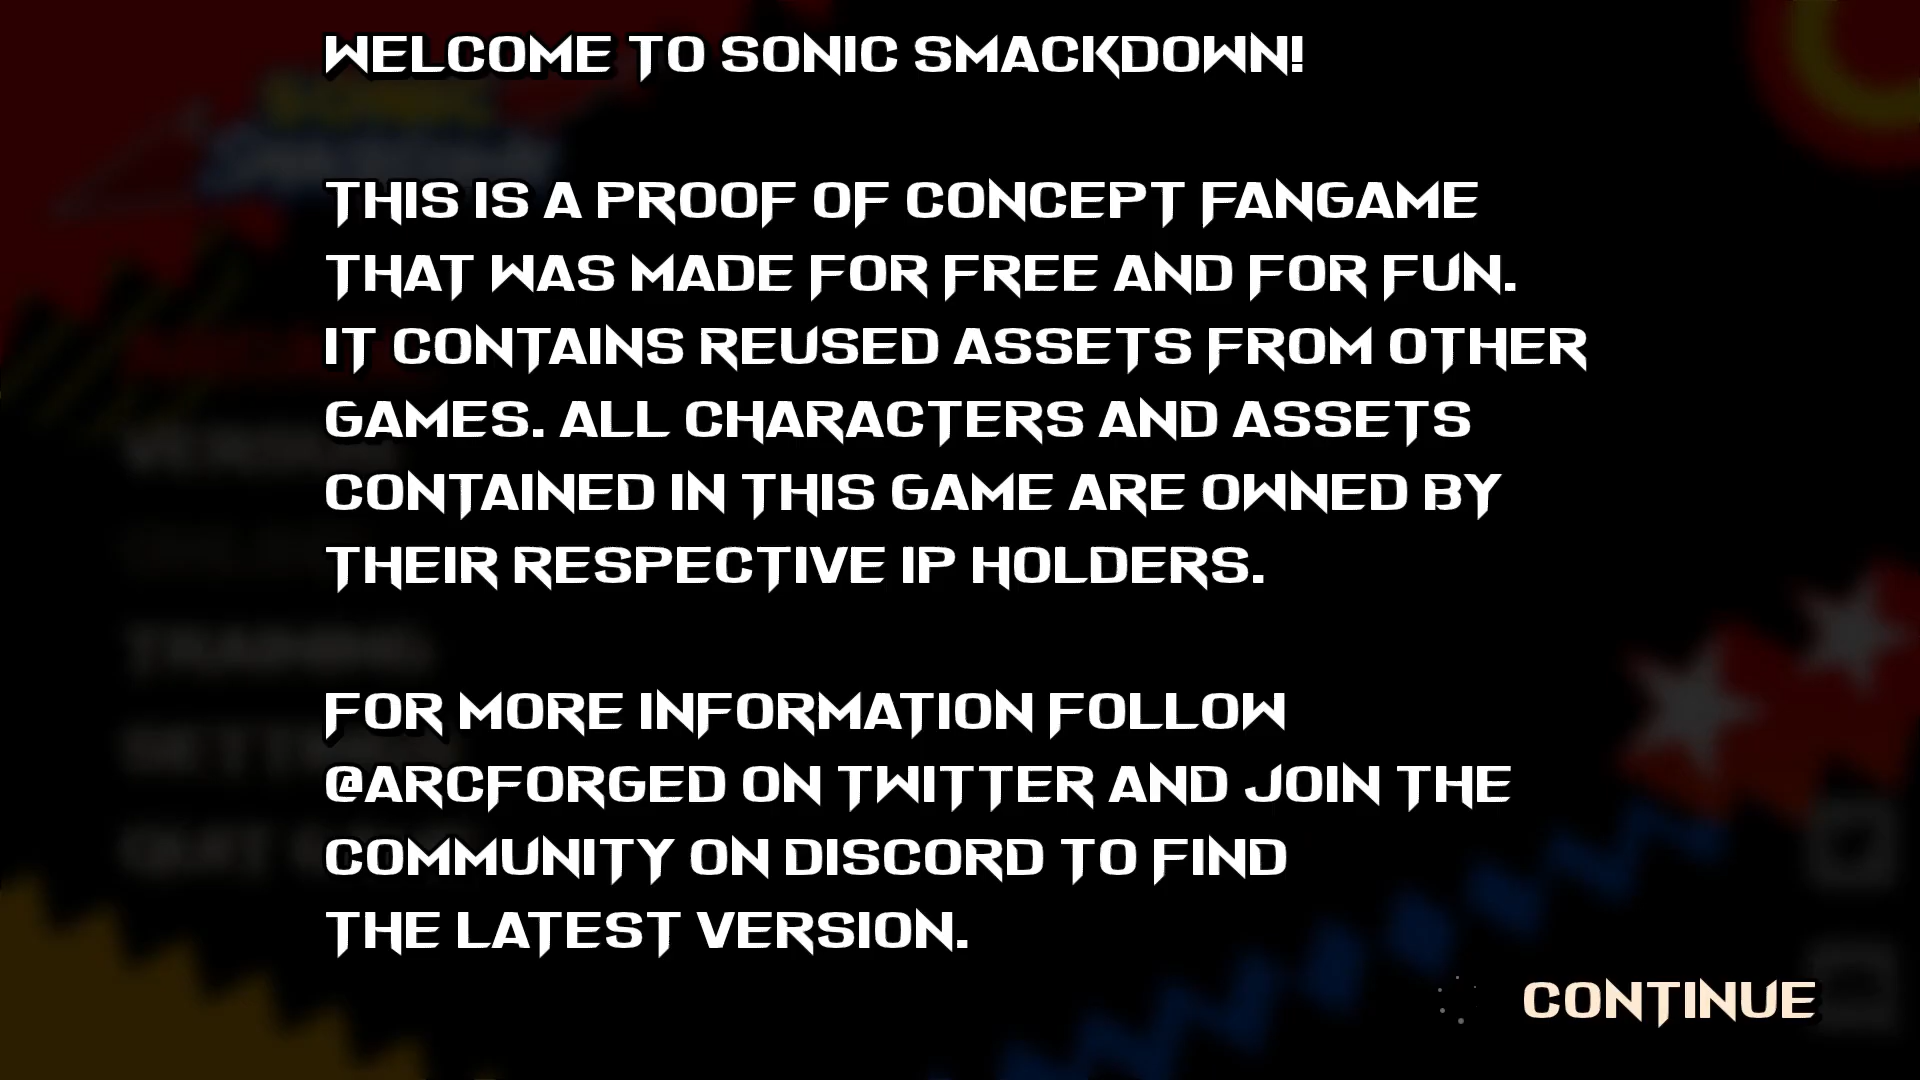 WELCOME TO SONIC SMACKDOWN!
THIS IS A PROOF OF CONCEPT FANGAME
THAT WAS MADE FOR FREE AND FOR FUN.
IT CONTAINS REUSED ASSETS FROM OTHER
GAMES. ALL CHARACTERS AND ASSETS
CONTAINED IN THIS GAME ARE OWNED BY
THEIR RESPECTIVE IP HOLDERS.
FOR MORE INFORMATION FOLLOW
@ARCFORGED ON TWITTER AND JOIN THE
COMMUNITY ON DISCORD TO FIND
THE LATEST VERSION.
CONTINUE